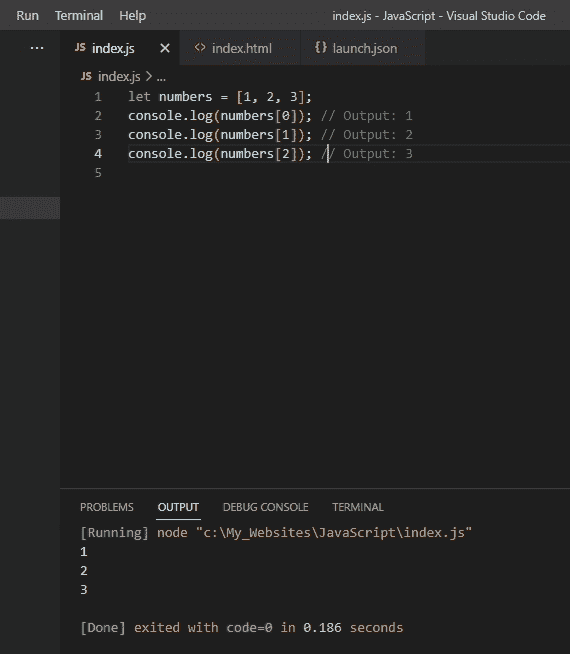 Run Terminal Help index.js - JavaScript - Visual Studio Code
··· JS index.js × <> index.html {} launch.json
JS index.js > ...
1 let numbers = [1, 2, 3];
2 console.log(numbers[0]); // Output: 1
3 console.log(numbers[1]); // Output: 2
4 console.log(numbers[2]); // Output: 3
5
PROBLEMS OUTPUT DEBUG CONSOLE TERMINAL
[Running] node "c:\My_Websites\JavaScript\index.js"
1
2
3
[Done] exited with code=0 in 0.186 seconds